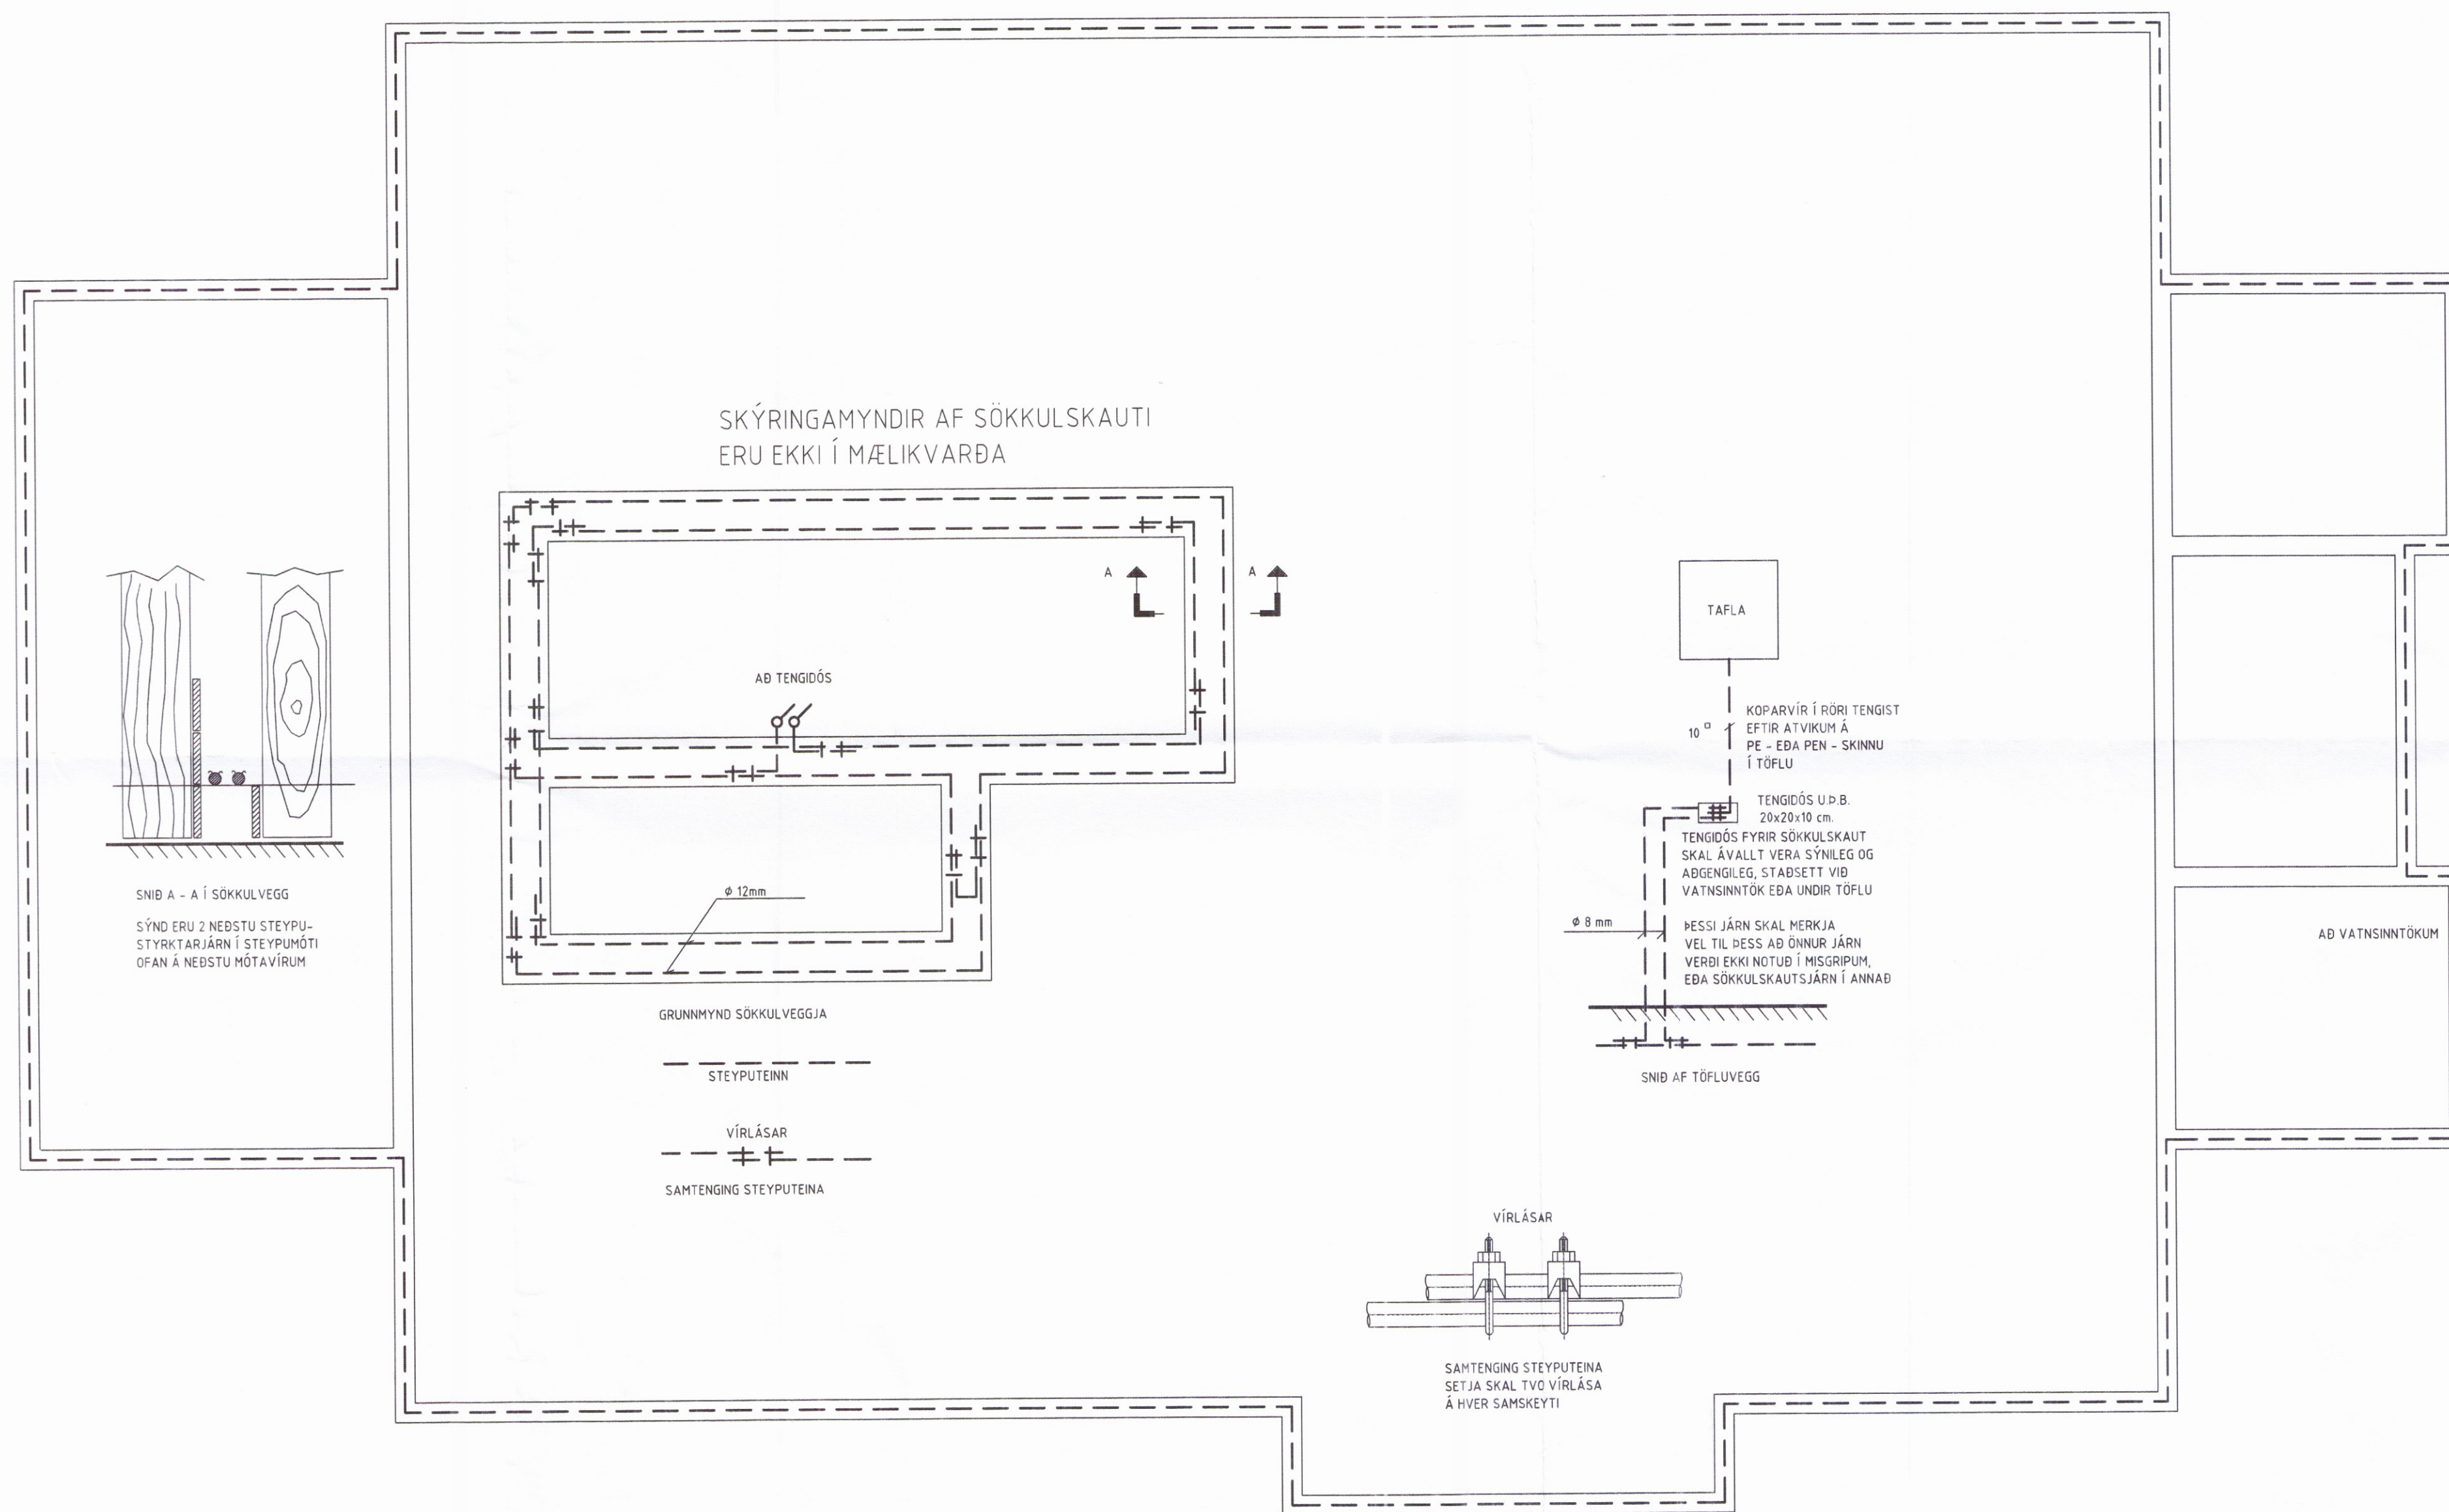 SKÝRINGAMYNDIR AF SÖKKULSKAUTI
ERU EKKI Í MÆLIKVARÐA
A
A
AÐ TENGIDÓS
ϕ 12mm
GRUNNMYND SÖKKULVEGGJA
STEYPUTEINN
VÍRLÁSAR
SAMTENGING STEYPUTEINA
SNIÐ A - A Í SÖKKULVEGG
SÝND ERU 2 NEÐSTU STEYPU-
STYRKTARJÁRN Í STEYPUMÓTI
OFAN Á NEÐSTU MÓTAVÍRUM
TAFLA
10 □
KOPARVÍR Í RÖRI TENGIST
EFTIR ATVIKUM Á
PE - EÐA PEN - SKINNU
Í TÖFLU
TENGIDÓS U.Þ.B.
20x20x10 cm.
TENGIDÓS FYRIR SÖKKULSKAUT
SKAL ÁVALLT VERA SÝNILEG OG
AÐGENGILEG, STAÐSETT VIÐ
VATNSINNTÖK EÐA UNDIR TÖFLU
ϕ 8 mm
ÞESSI JÁRN SKAL MERKJA
VEL TIL ÞESS AÐ ÖNNUR JÁRN
VERÐI EKKI NOTUÐ Í MISGRIPUM,
EÐA SÖKKULSKAUTSJÁRN Í ANNAÐ
SNIÐ AF TÖFLUVEGG
VÍRLÁSAR
SAMTENGING STEYPUTEINA
SETJA SKAL TVO VÍRLÁSA
Á HVER SAMSKEYTI
AÐ VATNSINNTÖKUM